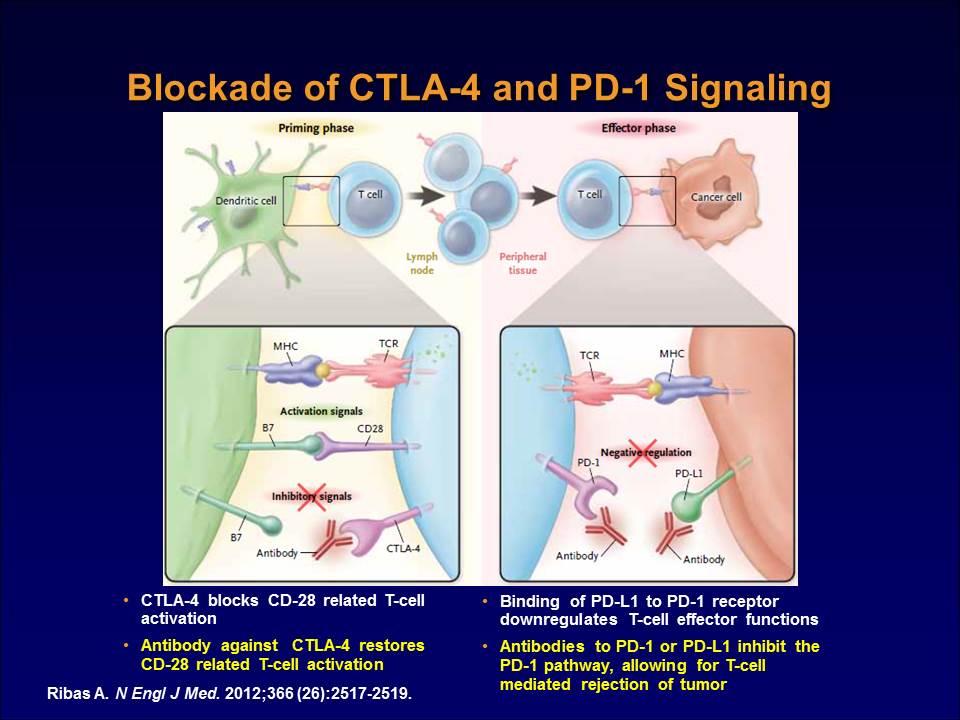 Blockade of CTLA-4 and PD-1 Signaling
Priming phase
Effector phase
Dendritic cell
T cell
T cell
Cancer cell
Lymph
node
Peripheral
tissue
MHC
TCR
Activation signals
B7
CD28
Inhibitory signals
B7
Antibody
CTLA-4
TCR
MHC
Negative regulation
PD-1
PD-L1
Antibody
Antibody
• CTLA-4 blocks CD-28 related T-cell
activation
• Antibody against CTLA-4 restores
CD-28 related T-cell activation
• Binding of PD-L1 to PD-1 receptor
downregulates T-cell effector functions
• Antibodies to PD-1 or PD-L1 inhibit the
PD-1 pathway, allowing for T-cell
mediated rejection of tumor
Ribas A. N Engl J Med. 2012;366 (26):2517-2519.